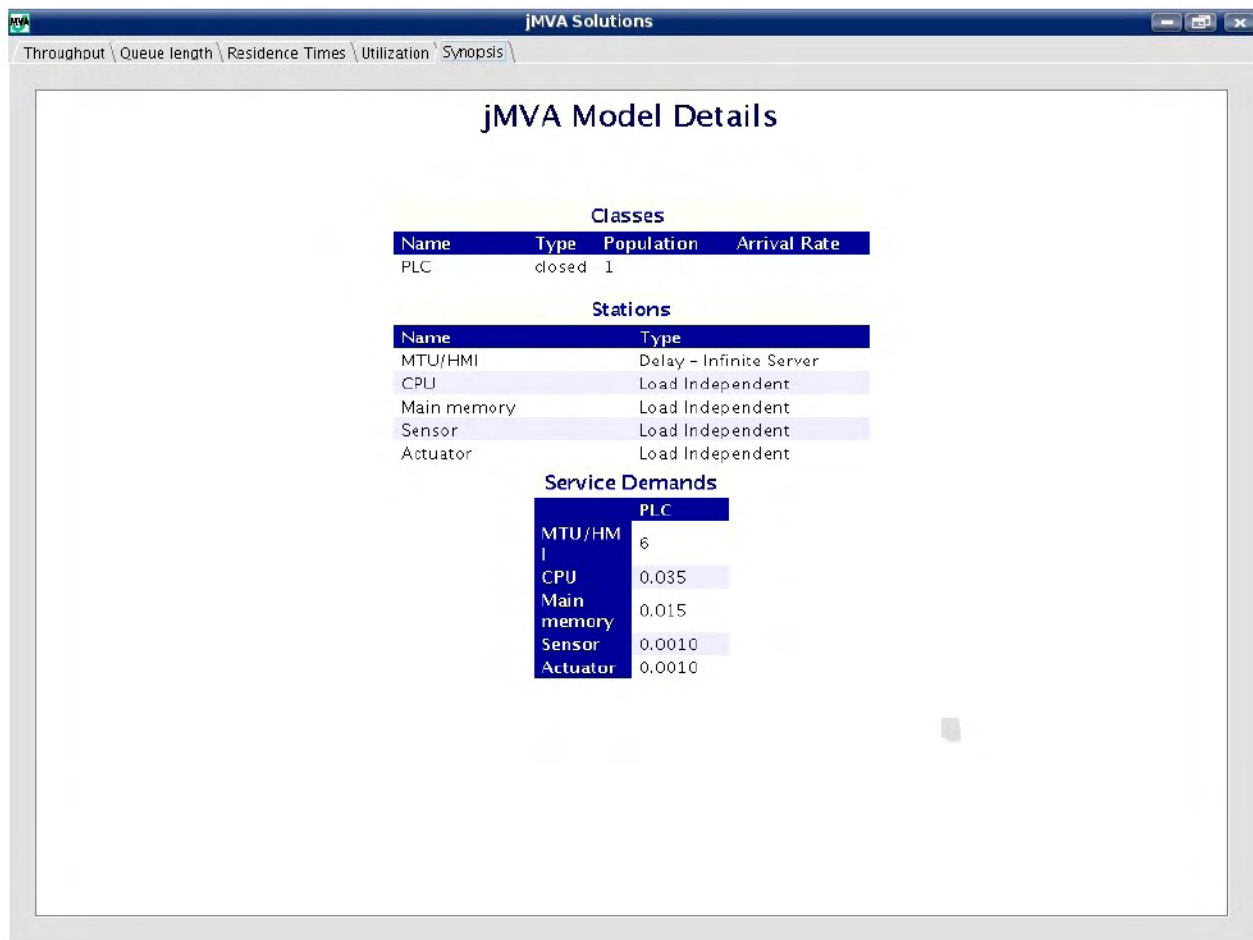 MVA
jMVA Solutions
Throughput Queue length Residence Times Utilization Synopsis
jMVA Model Details
Classes
Name Type Population Arrival Rate
PLC closed 1
Stations
Name Type
MTU/HMI Delay - Infinite Server
CPU Load Independent
Main memory Load Independent
Sensor Load Independent
Actuator Load Independent
Service Demands
PLC
MTU/HM
I 6
CPU 0.035
Main
memory 0.015
Sensor 0.0010
Actuator 0.0010